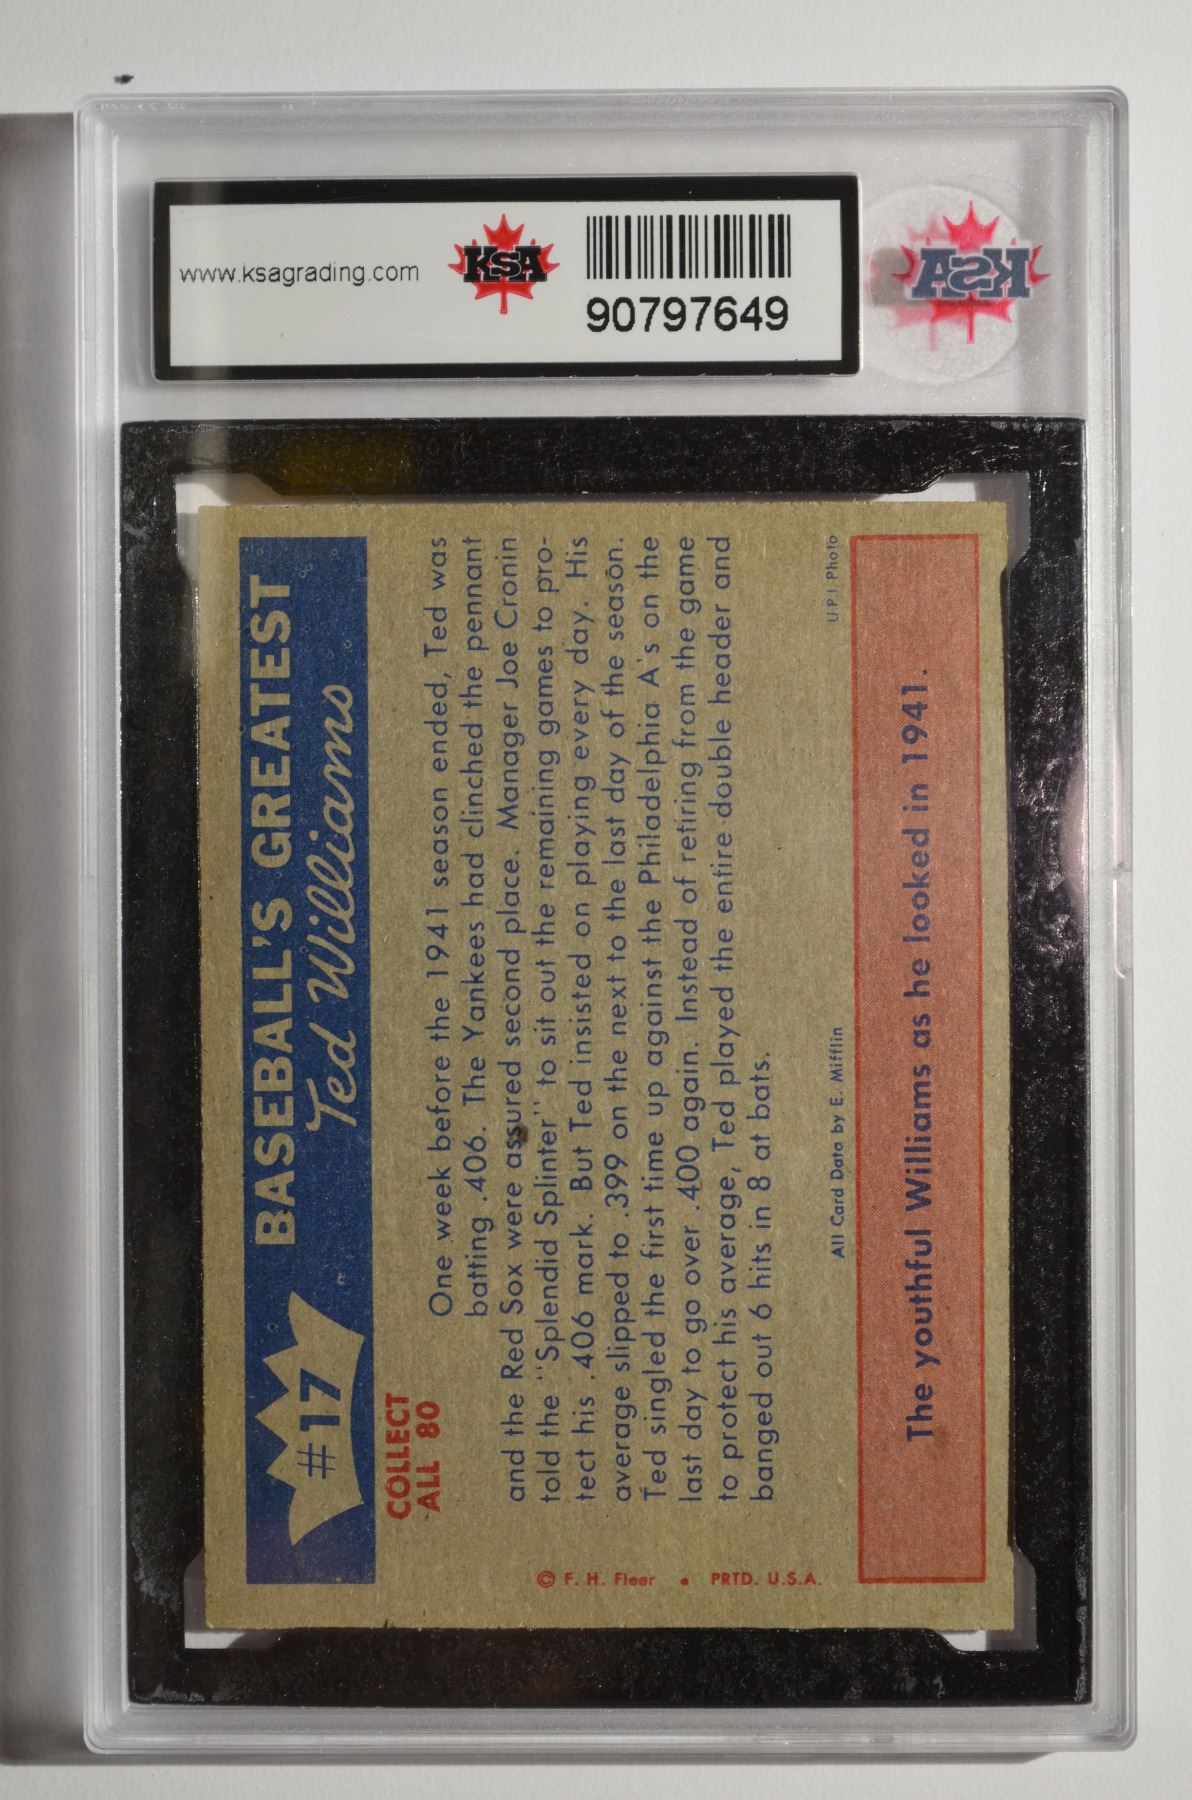 www.ksagrading.com
KSA
90797649
KSA
#17
BASEBALL'S GREATEST
Ted Williams
COLLECT
ALL 80
One week before the 1941 season ended, Ted was
batting .406. The Yankees had clinched the pennant
and the Red Sox were assured second place. Manager Joe Cronin
told the "Splendid Splinter" to sit out the remaining games to pro-
tect his .406 mark. But Ted insisted on playing every day. His
average slipped to .399 on the next to the last day of the season.
Ted singled the first time up against the Philadelphia A's on the
last day to go over .400 again. Instead of retiring from the game
to protect his average, Ted played the entire double header and
banged out 6 hits in 8 at bats.
All Card Data by E. Mifflin
U.P.I. Photo
The youthful Williams as he looked in 1941.
© F. H. Fleer • PRTD. U.S.A.